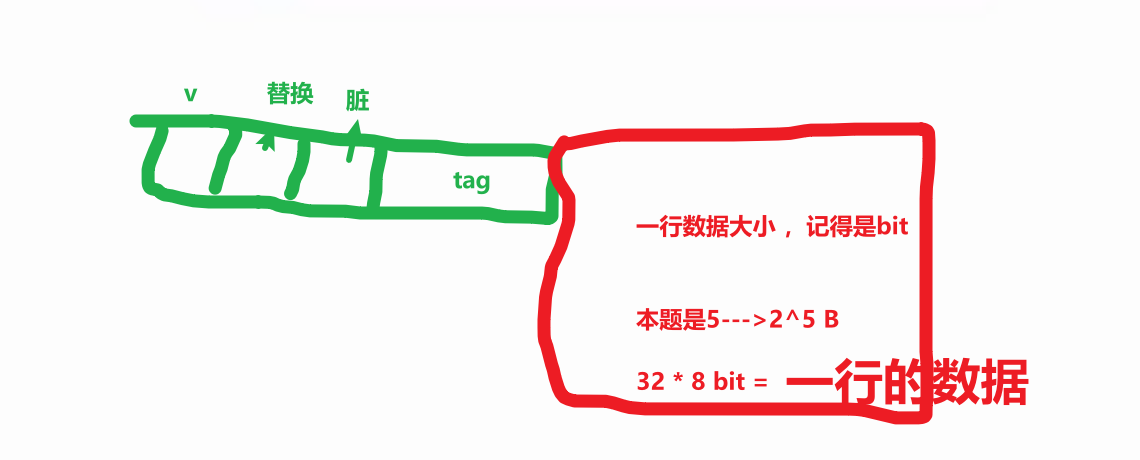 v
替换
脏
tag
一行数据大小，记得是bit
本题是5--->2^5 B
32 * 8 bit = 一行的数据